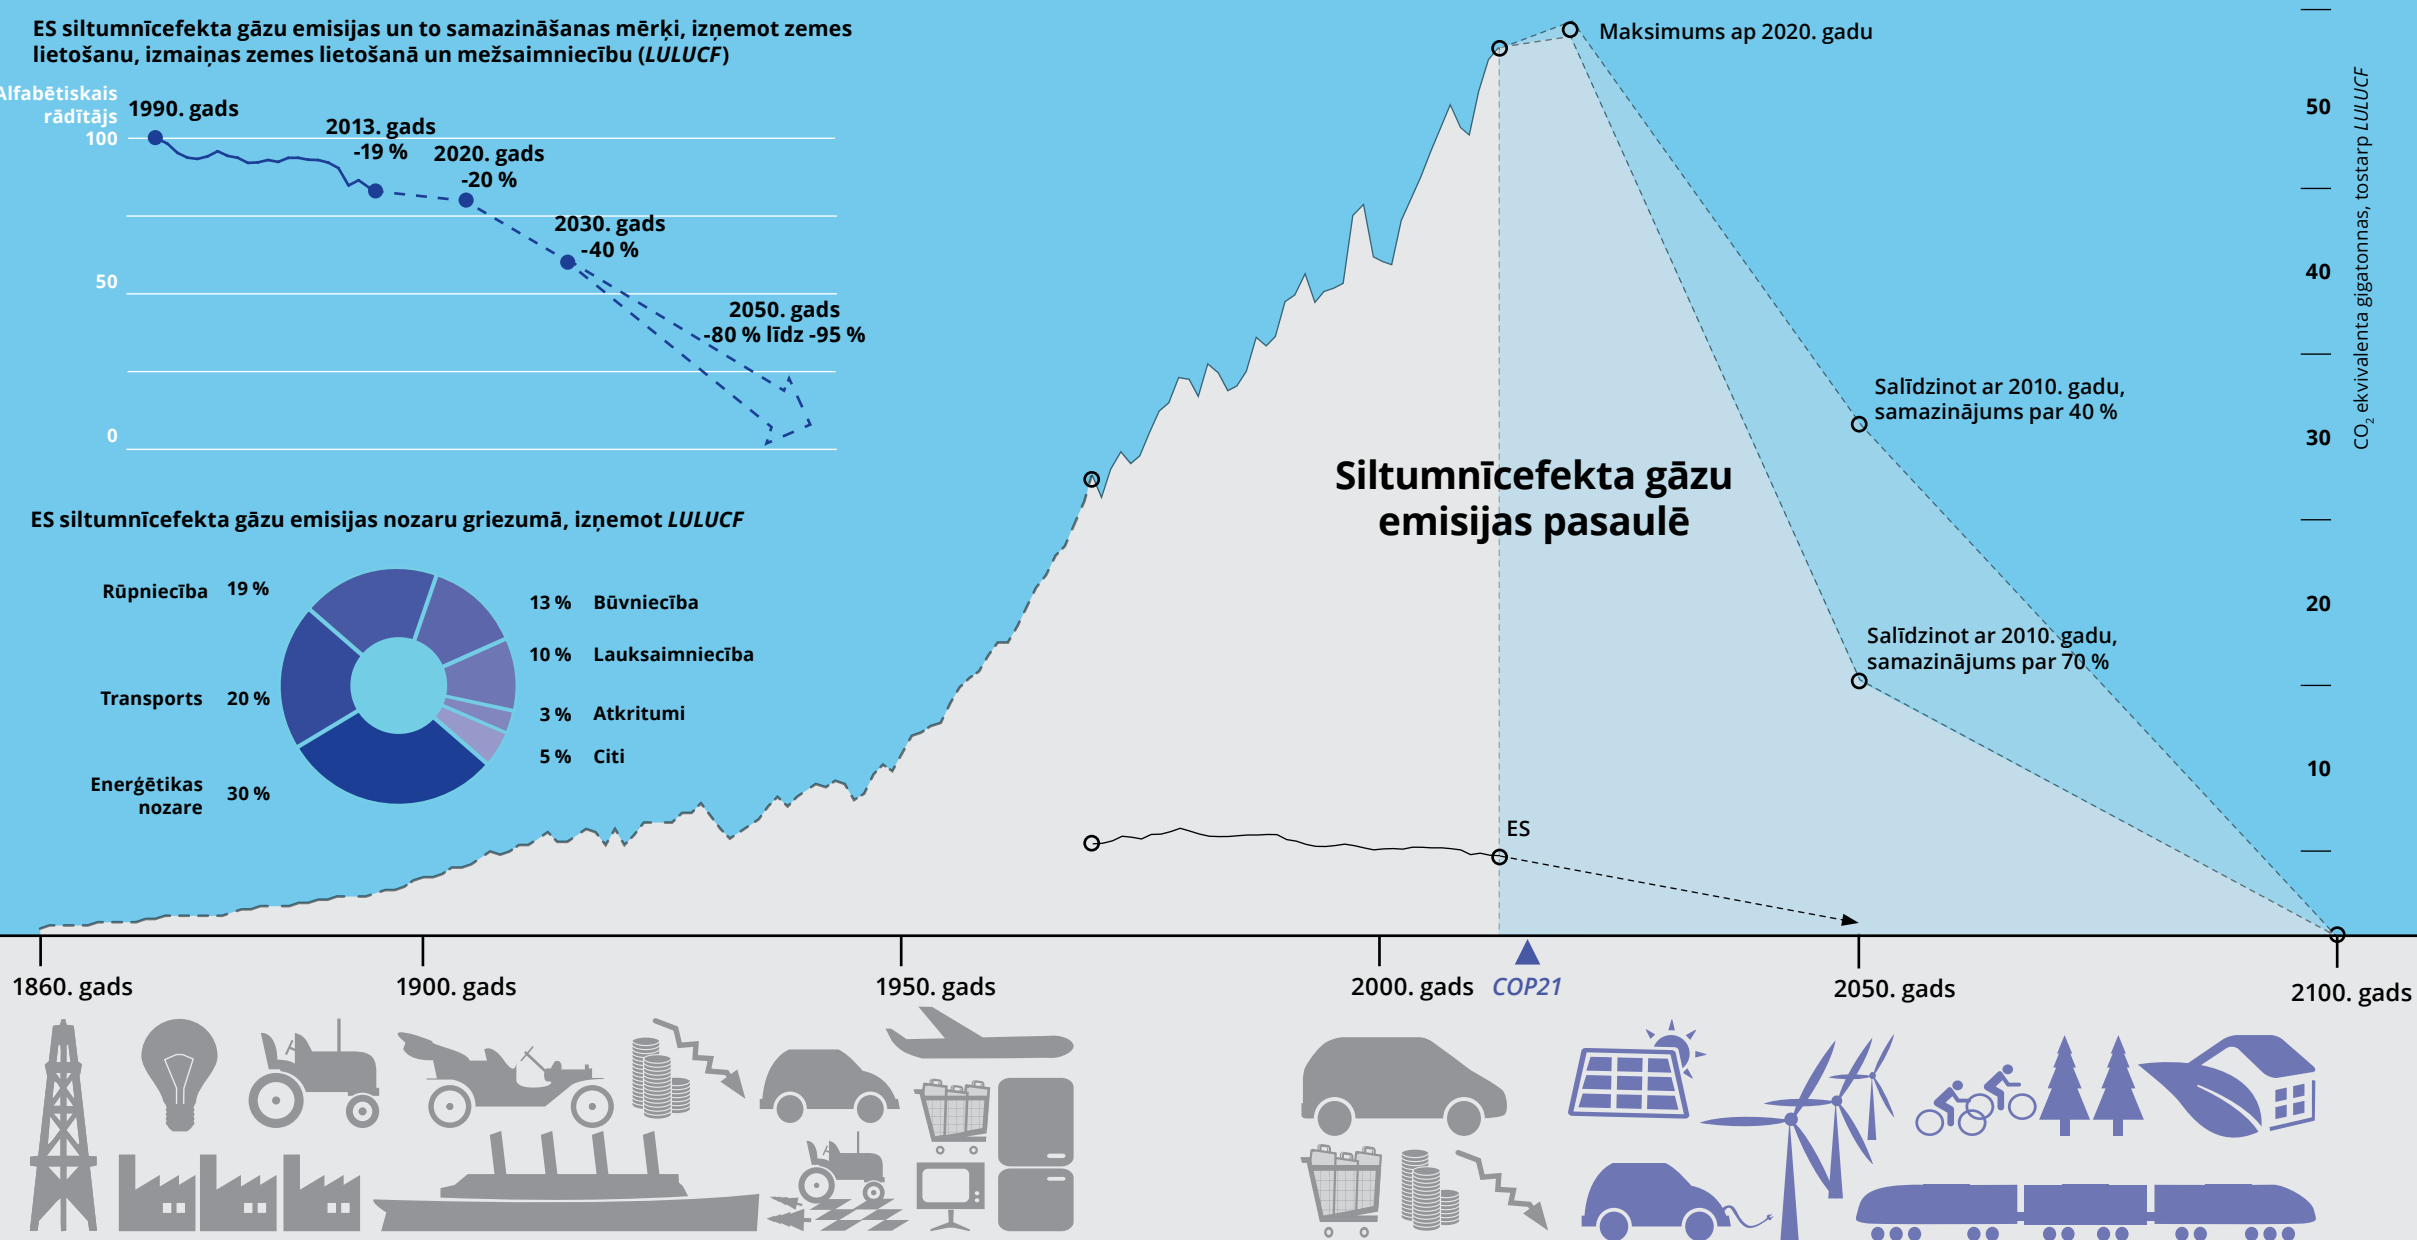 ES siltumnīcefekta gāzu emisijas un to samazināšanas mērķi, izņemot zemes
lietošanu, izmaiņas zemes lietošanā un mežsaimniecību (LULUCF)
Alfabētiskais
rādītājs
100
50
0
1990. gads
2013. gads
-19 %
2020. gads
-20 %
2030. gads
-40 %
2050. gads
-80 % līdz -95 %
ES siltumnīcefekta gāzu emisijas nozaru griezumā, izņemot LULUCF
Rūpniecība 19 %
Transports 20 %
Enerģētikas
nozare
30 %
13 % Būvniecība
10 % Lauksaimniecība
3 % Atkritumi
5 % Citi
Siltumnīcefekta gāzu
emisijas pasaulē
Maksimums ap 2020. gadu
Salīdzinot ar 2010. gadu,
samazinājums par 40 %
Salīdzinot ar 2010. gadu,
samazinājums par 70 %
ES
50
40
30
20
10
CO2 ekvivalenta gigatonnas, tostarp LULUCF
1860. gads
1900. gads
1950. gads
2000. gads
COP21
2050. gads
2100. gads